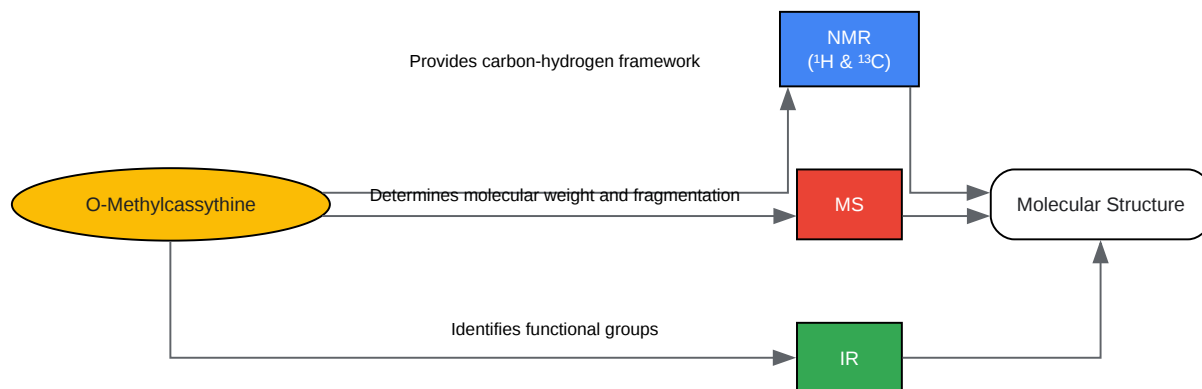 NMR
(¹H & ¹³C)
Provides carbon-hydrogen framework
O-Methylcassythine
Determines molecular weight and fragmentation
MS
Molecular Structure
Identifies functional groups
IR